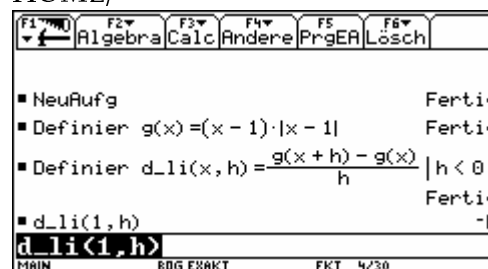 HOME/
F1 F2 F3 F4 F5 F6
Algebra Calc Andere PrgEA Lösch
▪ NeuAufg Ferti
▪ Definier g(x) =(x - 1)·|x - 1| Ferti
▪ Definier d_li(x, h) = (g(x + h) - g(x))/h | h < 0
Ferti
▪ d_li(1, h) -
d_li(1,h)
MAIN BOG EXAKT FKT 4/30